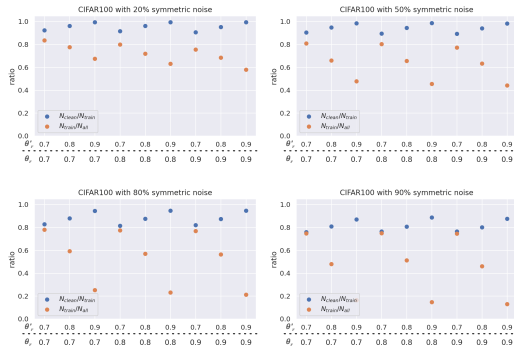 CIFAR100 with 20% symmetric noise
1.0
0.8
0.6
0.4
0.2
0.0
ratio
N_clean/N_train
N_train/N_all
θ'_r 0.7 0.8 0.9 0.7 0.8 0.9 0.7 0.8 0.9
θ_r 0.7 0.7 0.7 0.8 0.8 0.8 0.9 0.9 0.9
CIFAR100 with 50% symmetric noise
1.0
0.8
0.6
0.4
0.2
0.0
ratio
N_clean/N_train
N_train/N_all
θ'_r 0.7 0.8 0.9 0.7 0.8 0.9 0.7 0.8 0.9
θ_r 0.7 0.7 0.7 0.8 0.8 0.8 0.9 0.9 0.9
CIFAR100 with 80% symmetric noise
1.0
0.8
0.6
0.4
0.2
0.0
ratio
N_clean/N_train
N_train/N_all
θ'_r 0.7 0.8 0.9 0.7 0.8 0.9 0.7 0.8 0.9
θ_r 0.7 0.7 0.7 0.8 0.8 0.8 0.9 0.9 0.9
CIFAR100 with 90% symmetric noise
1.0
0.8
0.6
0.4
0.2
0.0
ratio
N_clean/N_train
N_train/N_all
θ'_r 0.7 0.8 0.9 0.7 0.8 0.9 0.7 0.8 0.9
θ_r 0.7 0.7 0.7 0.8 0.8 0.8 0.9 0.9 0.9